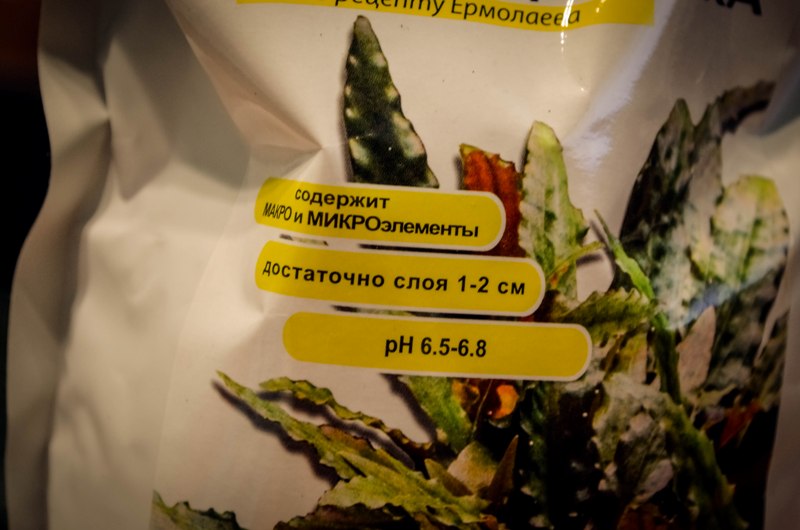 рецепту Ермолаева
содержит
МАКРО и МИКРОэлементы
достаточно слоя 1-2 см
pH 6.5-6.8